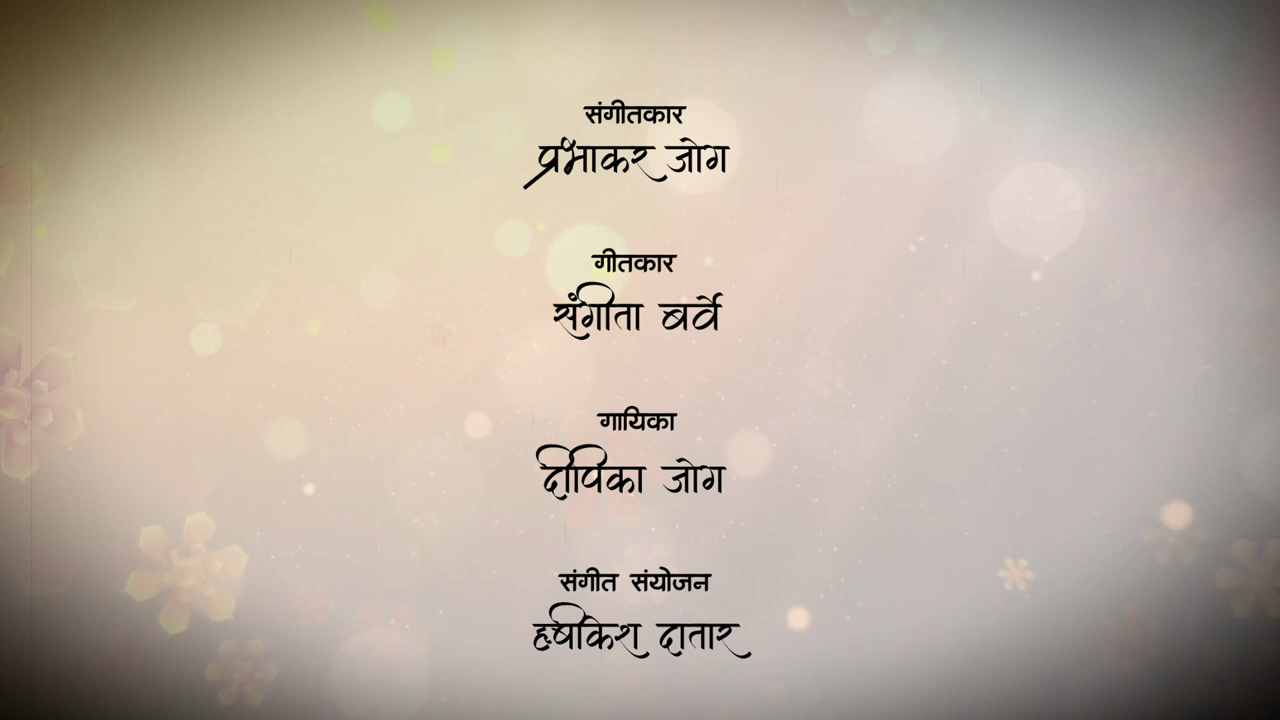 संगीतकार
प्रभाकर जोग
गीतकार
संगीता बर्वे
गायिका
दीपिका जोग
संगीत संयोजन
हृषीकेश दातार